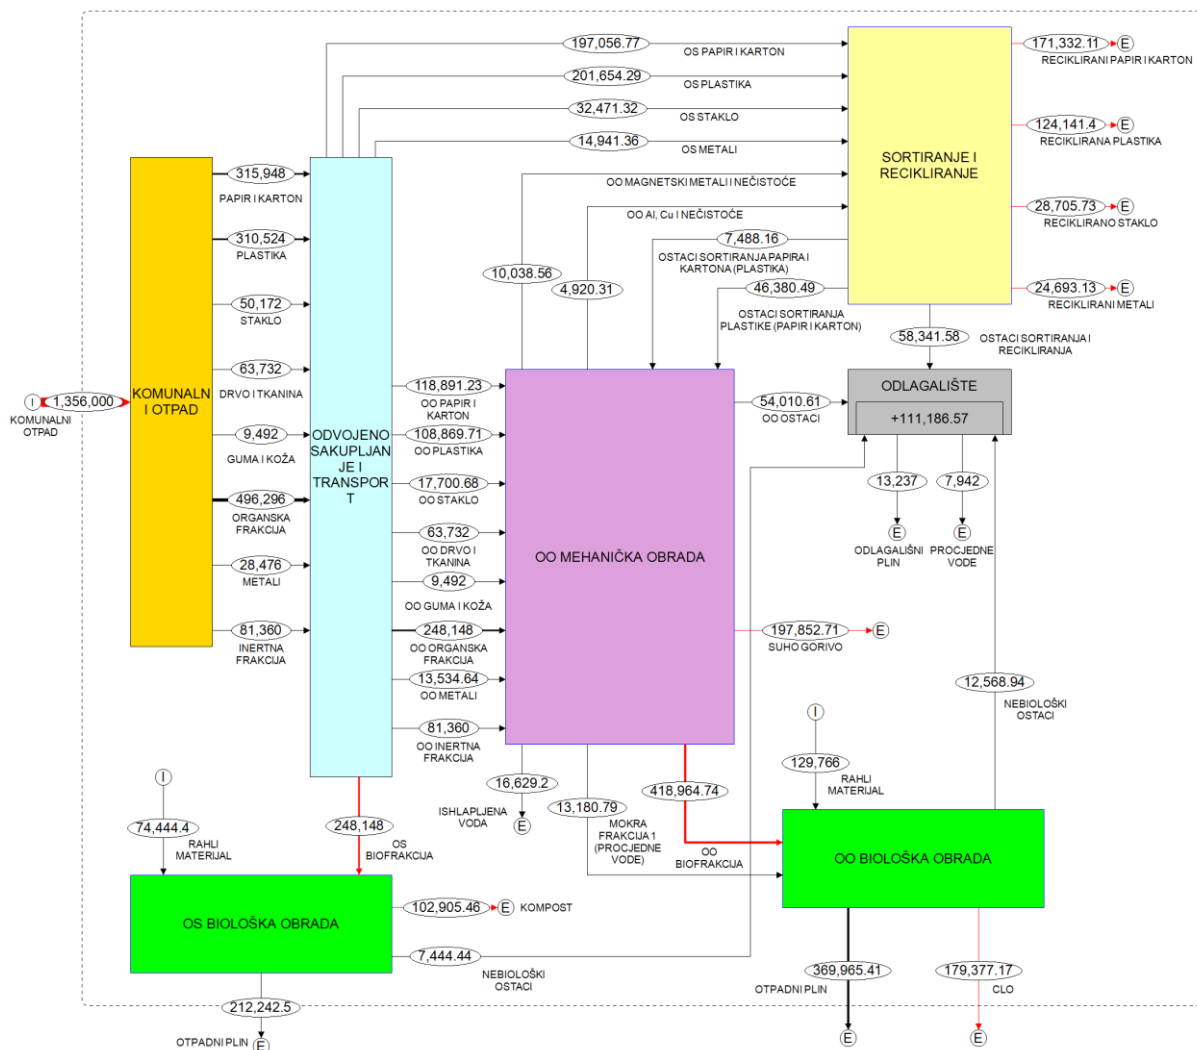 197,056.77
OS PAPIR I KARTON
201,654.29
OS PLASTIKA
32,471.32
OS STAKLO
14,941.36
OS METALI
OO MAGNETSKI METALI I NEČISTOĆE
OO Al, Cu I NEČISTOĆE
10,038.56
4,920.31
7,488.16
OSTACI SORTIRANJA PAPIRA I
KARTONA (PLASTIKA)
46,380.49
OSTACI SORTIRANJA
PLASTIKE (PAPIR I KARTON)
SORTIRANJE I
RECIKLIRANJE
171,332.11
E
RECIKLIRANI PAPIR I KARTON
124,141.4
E
RECIKLIRANA PLASTIKA
28,705.73
E
RECIKLIRANO STAKLO
24,693.13
E
RECIKLIRANI METALI
58,341.58
OSTACI SORTIRANJA I
RECIKLIRANJA
I
1,356,000
KOMUNALNI
OTPAD
KOMUNALN
I OTPAD
315,948
PAPIR I KARTON
310,524
PLASTIKA
50,172
STAKLO
63,732
DRVO I TKANINA
9,492
GUMA I KOŽA
496,296
ORGANSKA
FRAKCIJA
28,476
METALI
81,360
INERTNA
FRAKCIJA
ODVOJENO
SAKUPLJAN
JE I
TRANSPOR
T
118,891.23
OO PAPIR I
KARTON
108,869.71
OO PLASTIKA
17,700.68
OO STAKLO
63,732
OO DRVO I
TKANINA
9,492
OO GUMA I KOŽA
248,148
OO ORGANSKA
FRAKCIJA
13,534.64
OO METALI
81,360
OO INERTNA
FRAKCIJA
OO MEHANIČKA OBRADA
54,010.61
OO OSTACI
ODLAGALIŠTE
+111,186.57
13,237
E
ODLAGALIŠNI
PLIN
7,942
E
PROCJEDNE
VODE
197,852.71
E
SUHO GORIVO
12,568.94
NEBIOLOŠKI
OSTACI
16,629.2
ISHLAPLJENA
VODA
E
13,180.79
MOKRA
FRAKCIJA 1
(PROCJEDNE
VODE)
418,964.74
OO
BIOFRAKCIJA
I
129,766
RAHLI
MATERIJAL
OO BIOLOŠKA OBRADA
I
74,444.4
RAHLI
MATERIJAL
248,148
OS
BIOFRAKCIJA
OS BIOLOŠKA OBRADA
102,905.46
E
KOMPOST
7,444.44
NEBIOLOŠKI
OSTACI
212,242.5
OTPADNI PLIN
E
369,965.41
OTPADNI PLIN
E
179,377.17
CLO
E